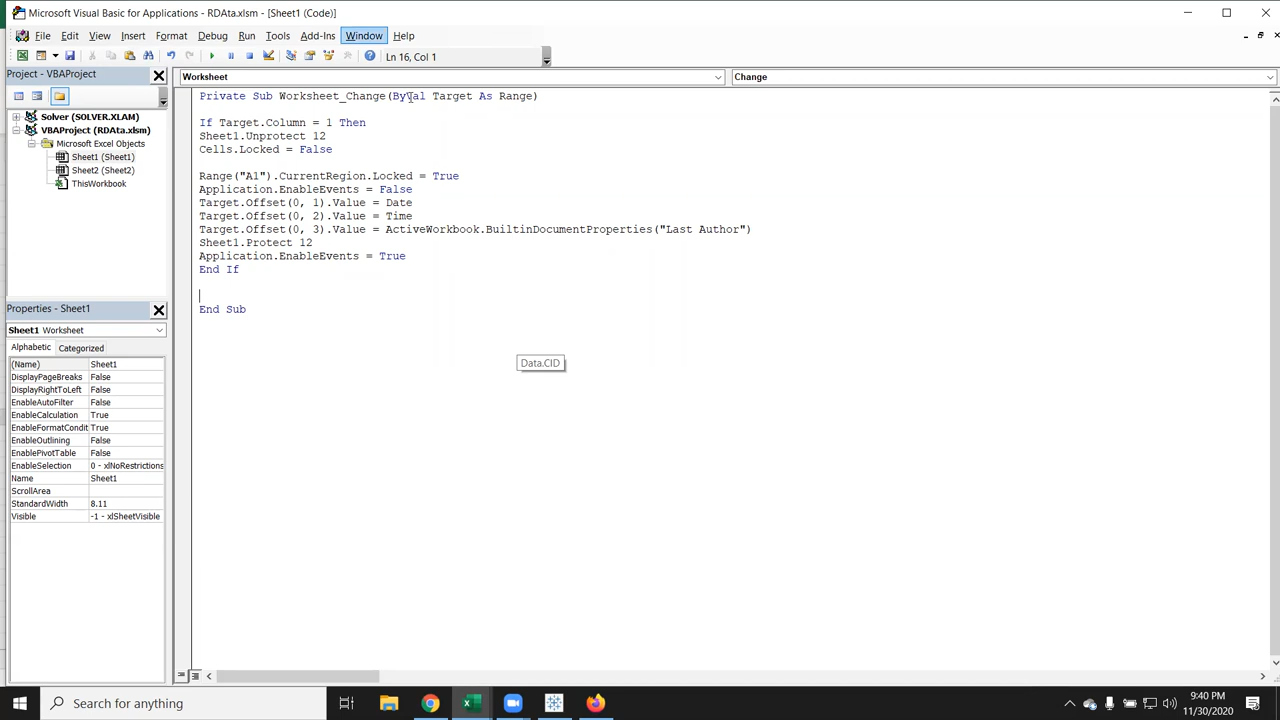 Microsoft Visual Basic for Applications - RDAta.xlsm - [Sheet1 (Code)]
File Edit View Insert Format Debug Run Tools Add-Ins Window Help
Ln 16, Col 1
Project - VBAProject
Worksheet
Change
Solver (SOLVER.XLAM)
VBAProject (RDAta.xlsm)
Microsoft Excel Objects
Sheet1 (Sheet1)
Sheet2 (Sheet2)
ThisWorkbook
Private Sub Worksheet_Change(ByVal Target As Range)
If Target.Column = 1 Then
Sheet1.Unprotect 12
Cells.Locked = False
Range("A1").CurrentRegion.Locked = True
Application.EnableEvents = False
Target.Offset(0, 1).Value = Date
Target.Offset(0, 2).Value = Time
Target.Offset(0, 3).Value = ActiveWorkbook.BuiltinDocumentProperties("Last Author")
Sheet1.Protect 12
Application.EnableEvents = True
End If
End Sub
Data.CID
Properties - Sheet1
Sheet1 Worksheet
Alphabetic Categorized
(Name) Sheet1
DisplayPageBreaks False
DisplayRightToLeft False
EnableAutoFilter False
EnableCalculation True
EnableFormatCondit True
EnableOutlining False
EnablePivotTable False
EnableSelection 0 - xlNoRestrictions
Name Sheet1
ScrollArea
StandardWidth 8.11
Visible -1 - xlSheetVisible
Search for anything
9:40 PM
11/30/2020